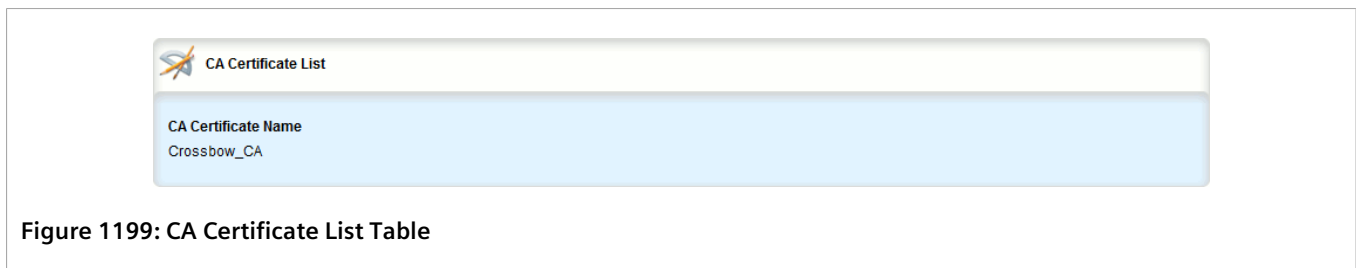 CA Certificate List
CA Certificate Name
Crossbow_CA
Figure 1199: CA Certificate List Table